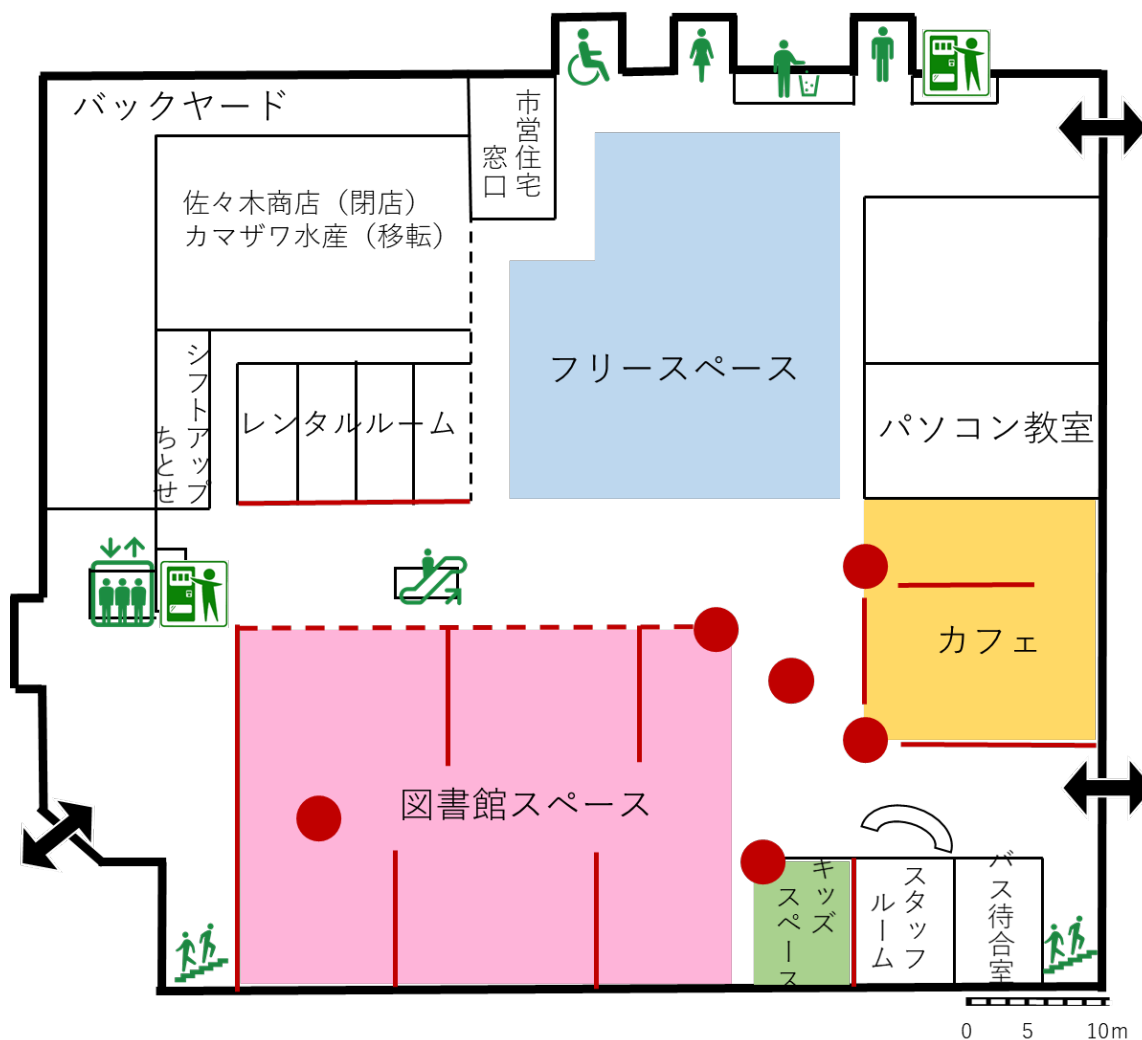 バックヤード
市営住宅
窓口
佐々木商店（閉店）
カマザワ水産（移転）
フリースペース
シフトアップ
ちとせ
レンタルルーム
パソコン教室
カフェ
図書館スペース
キッズ
スペース
スタッフ
ルーム
バス待合室
0 5 10m